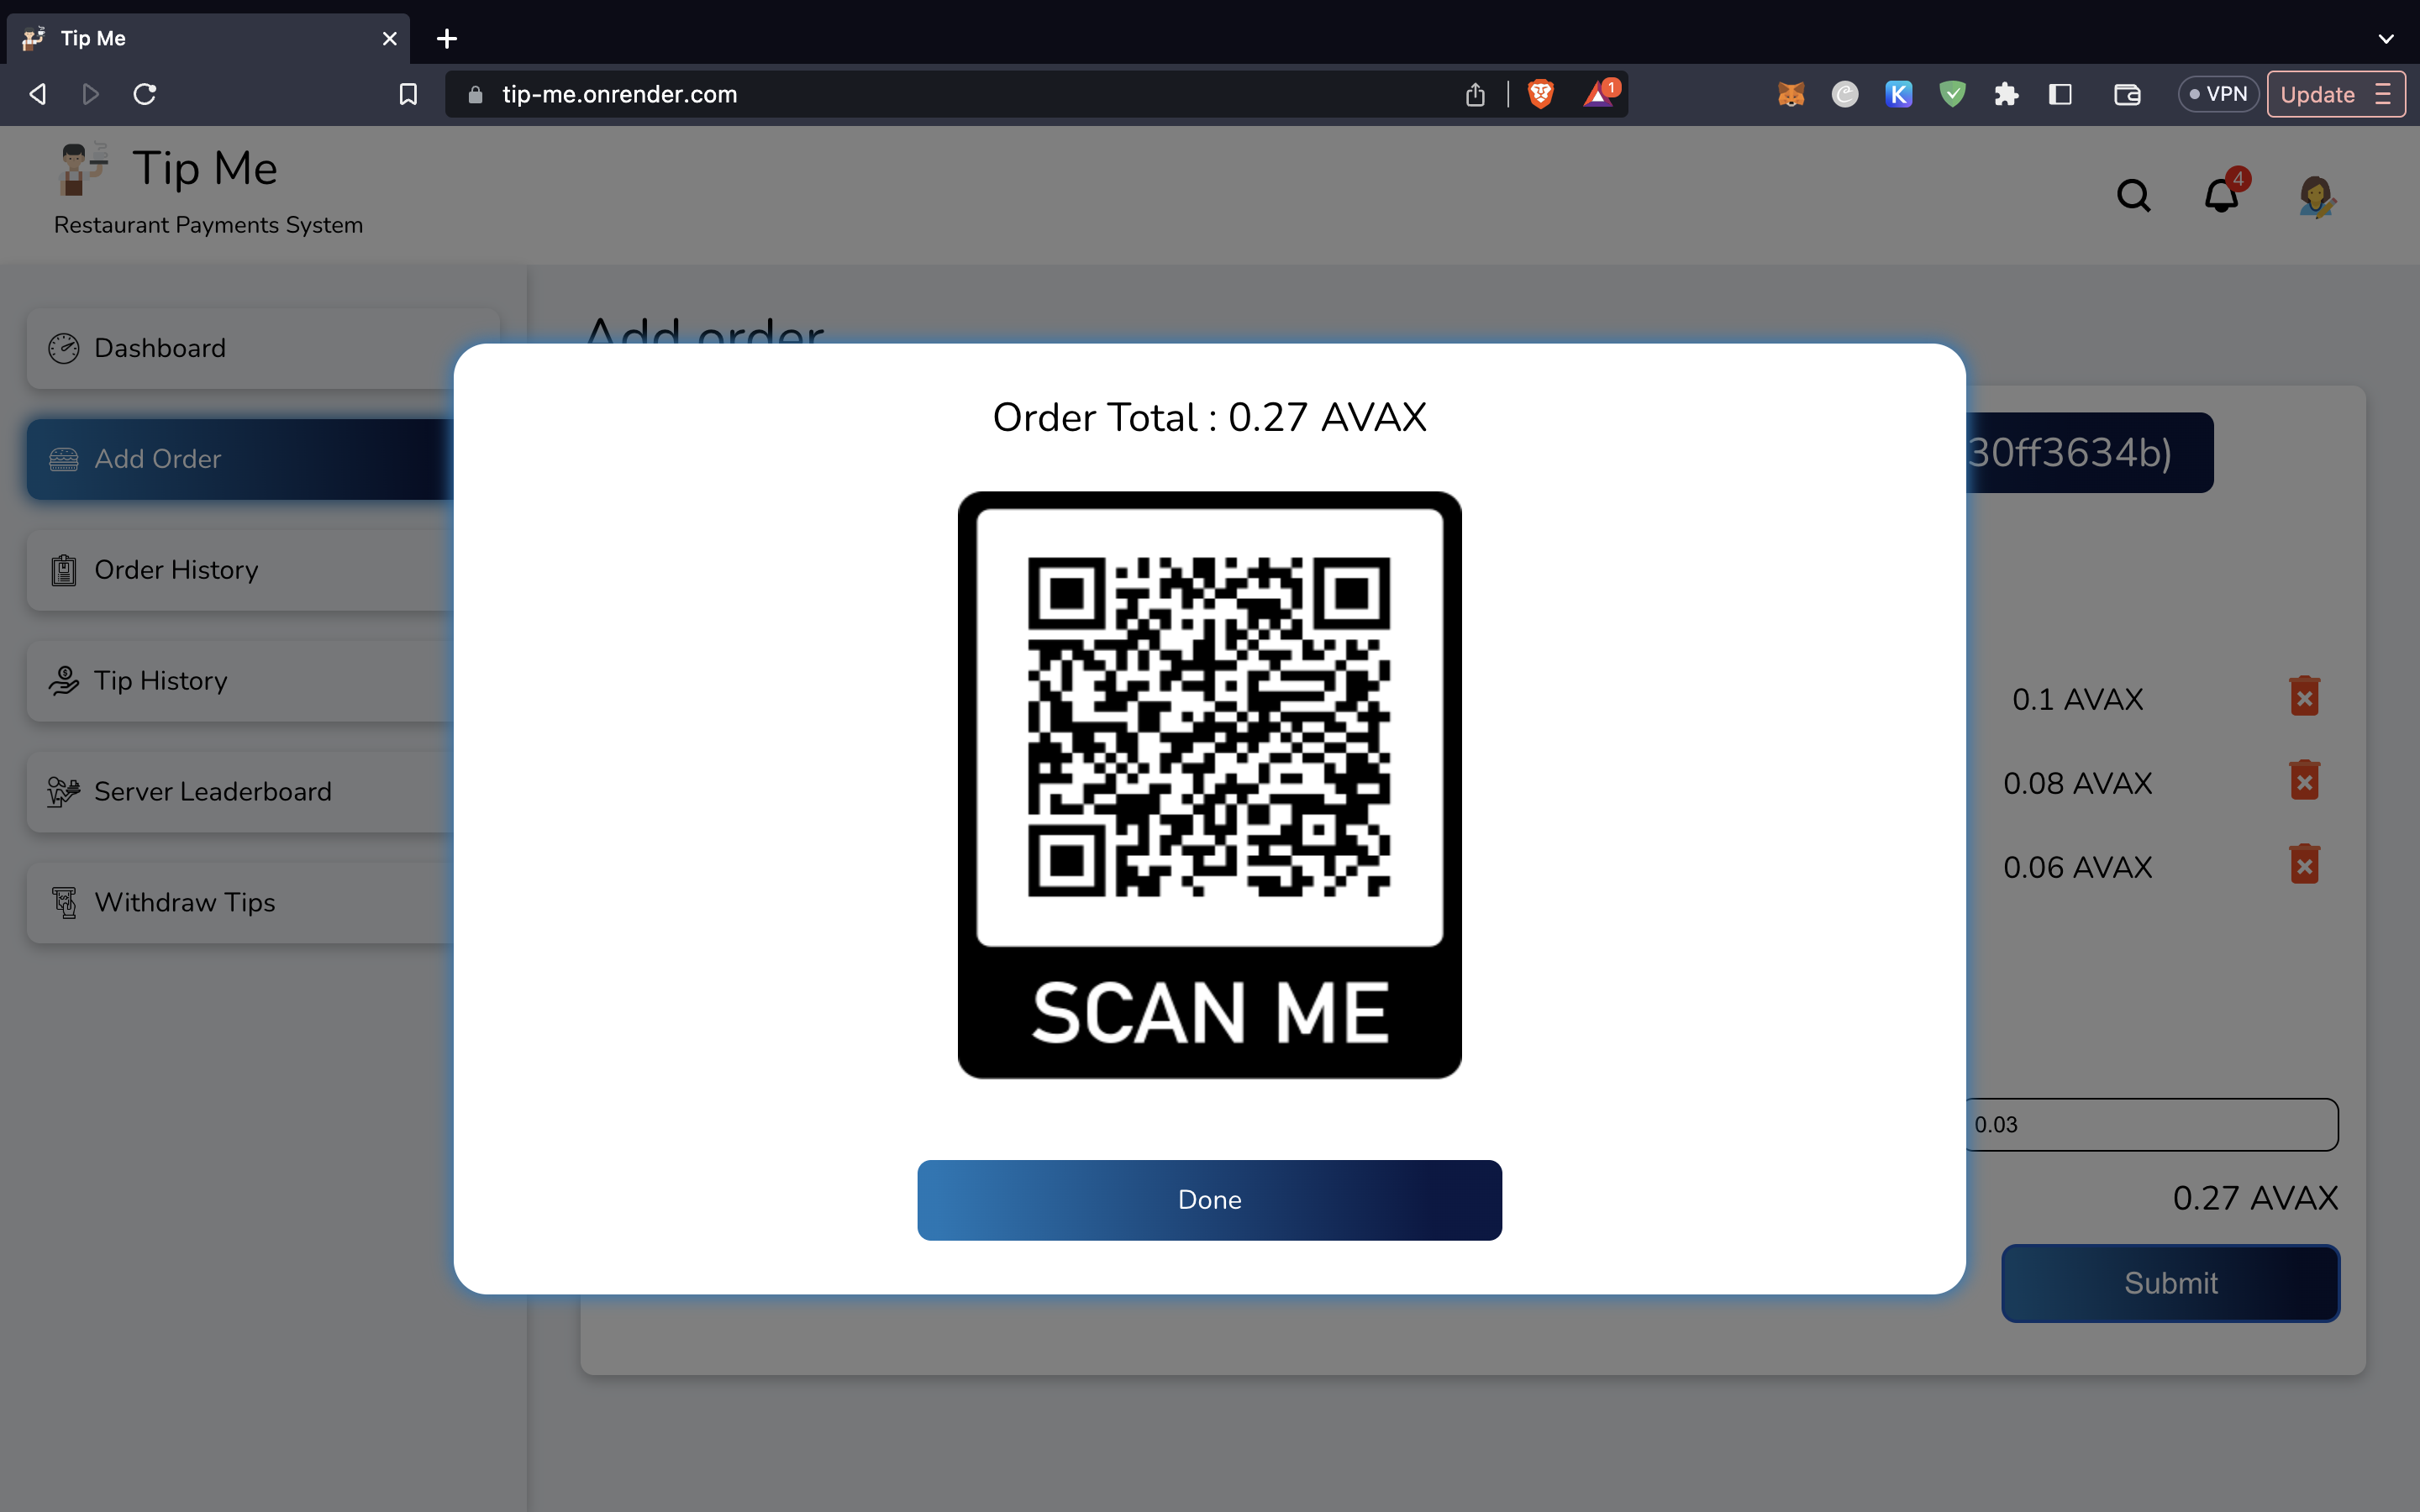 Tip Me
tip-me.onrender.com
1
VPN
Update
Tip Me
Restaurant Payments System
4
Dashboard
Add Order
Order History
Tip History
Server Leaderboard
Withdraw Tips
Add order
30ff3634b)
Order Total : 0.27 AVAX
SCAN ME
Done
0.1 AVAX
0.08 AVAX
0.06 AVAX
0.03
0.27 AVAX
Submit